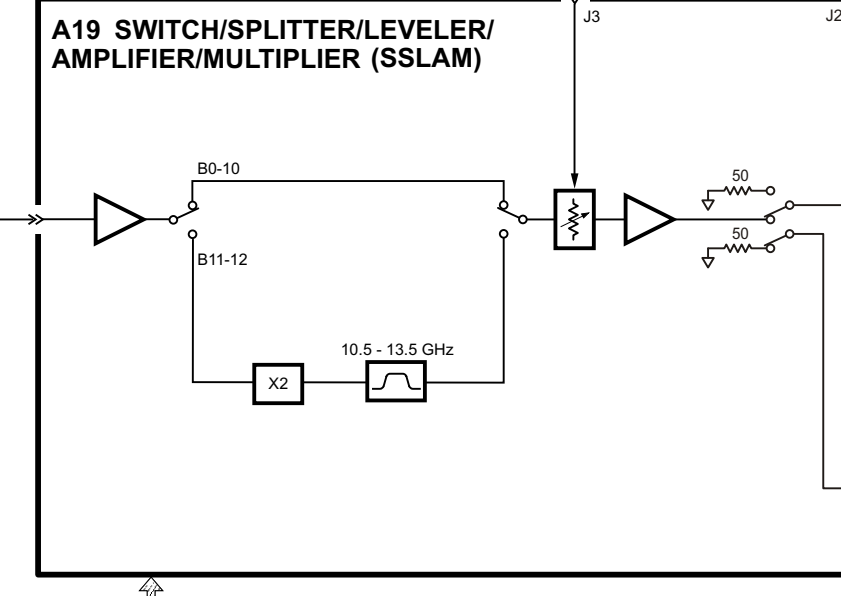 A19 SWITCH/SPLITTER/LEVELER/
AMPLIFIER/MULTIPLIER (SSLAM)
J3
J2
B0-10
50
50
B11-12
10.5 - 13.5 GHz
X2